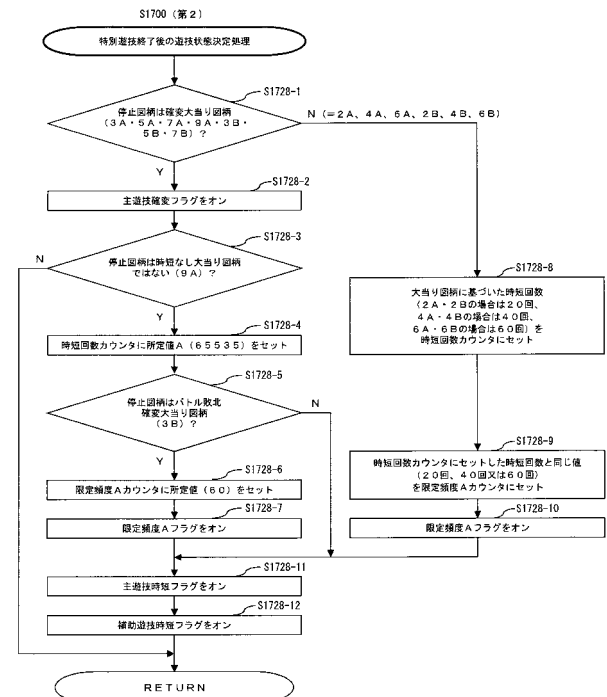 S1700(第2)
特別遊技終了後の遊技状態決定処理
S1728-1
停止図柄は確変大当り図柄
(3A・5A・7A・9A・3B・
5B・7B)?
N(=2A、4A、6A、2B、4B、6B)
Y
S1728-2
主遊技確変フラグをオン
S1728-3
N
停止図柄は時短なし大当り図柄
ではない(9A)?
Y
S1728-4
時短回数カウンタに所定値A(65535)をセット
S1728-5
停止図柄はバトル敗北
確変大当り図柄
(3B)?
N
Y
S1728-6
限定頻度Aカウンタに所定値(60)をセット
S1728-7
限定頻度Aフラグをオン
S1728-8
大当り図柄に基づいた時短回数
(2A・2Bの場合は20回、
4A・4Bの場合は40回、
6A・6Bの場合は60回)を
時短回数カウンタにセット
S1728-9
時短回数カウンタにセットした時短回数と同じ値
(20回、40回又は60回)
を限定頻度Aカウンタにセット
S1728-10
限定頻度Aフラグをオン
S1728-11
主遊技時短フラグをオン
S1728-12
補助遊技時短フラグをオン
RETURN